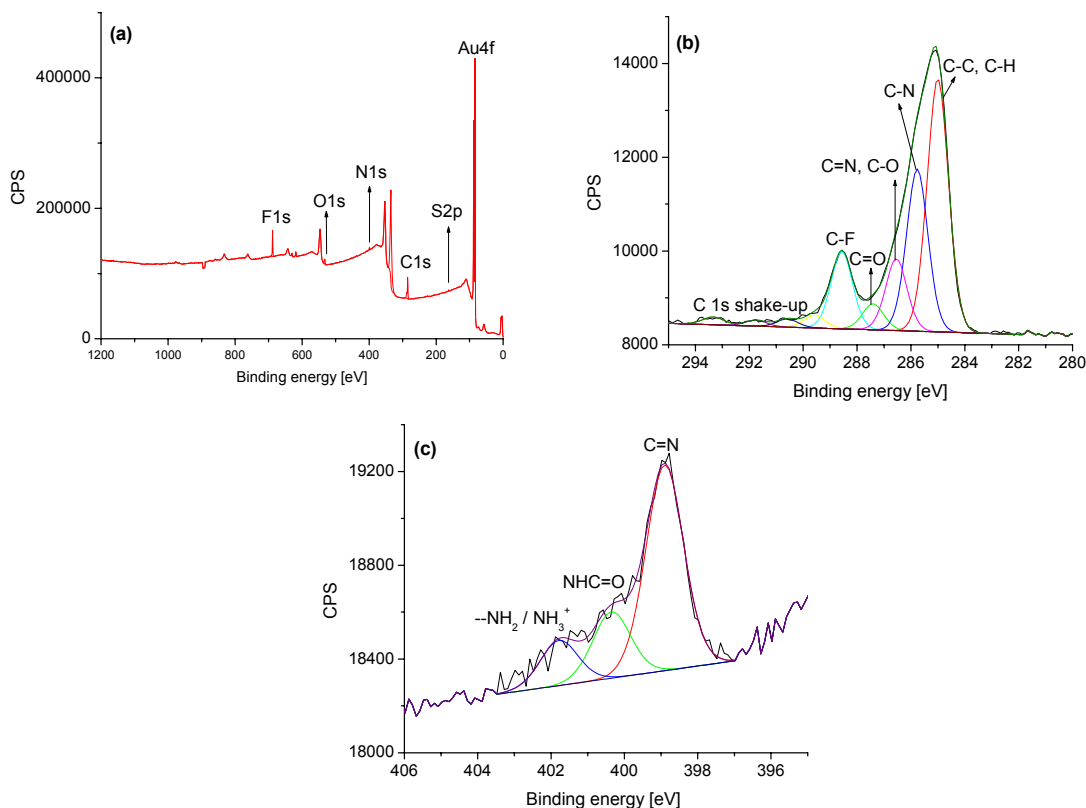 (a)
Au4f
400000
N1s
CPS
200000
F1s
O1s
S2p
C1s
0
1200 1000 800 600 400 200 0
Binding energy [eV]
(b)
14000
C-C, C-H
C-N
12000
C=N, C-O
CPS
10000
C-F
C=O
C 1s shake-up
8000
294 292 290 288 286 284 282 280
Binding energy [eV]
(c)
C=N
19200
18800
NHC=O
CPS
--NH₂ / NH₃⁺
18400
18000
406 404 402 400 398 396
Binding energy [eV]